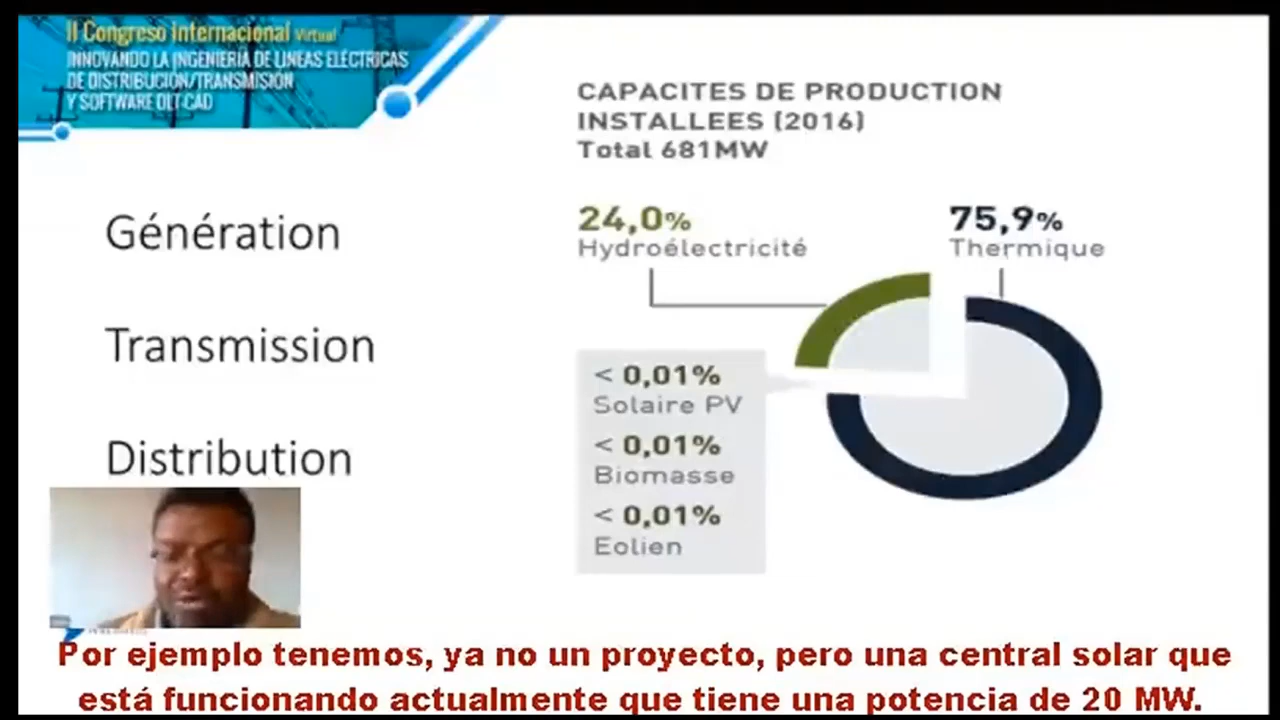 II Congreso Internacional Virtual
INNOVANDO LA INGENIERÍA DE LINEAS ELÉCTRICAS
DE DISTRIBUCIÓN/TRANSMISIÓN
Y SOFTWARE DLT-CAD
CAPACITES DE PRODUCTION
INSTALLEES (2016)
Total 681MW
24,0%
Hydroélectricité
75,9%
Thermique
Génération
Transmission
Distribution
< 0,01%
Solaire PV
< 0,01%
Biomasse
< 0,01%
Eolien
Por ejemplo tenemos, ya no un proyecto, pero una central solar que
está funcionando actualmente que tiene una potencia de 20 MW.